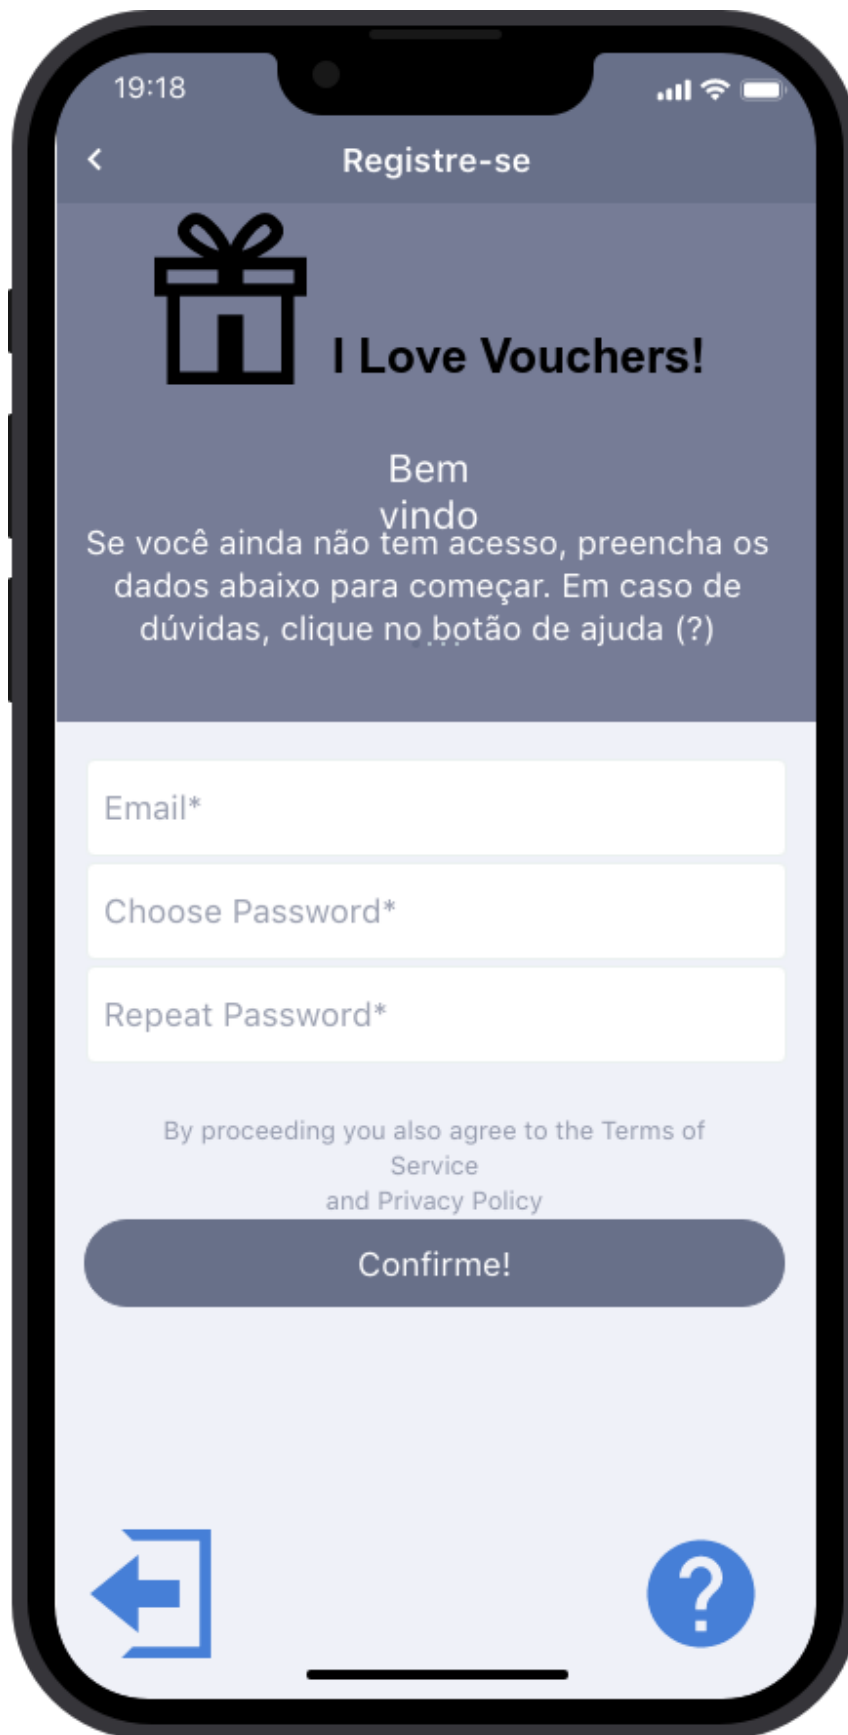 19:18
Registre-se
I Love Vouchers!
Bem
vindo
Se você ainda não tem acesso, preencha os
dados abaixo para começar. Em caso de
dúvidas, clique no botão de ajuda (?)
Email*
Choose Password*
Repeat Password*
By proceeding you also agree to the Terms of
Service
and Privacy Policy
Confirme!
?